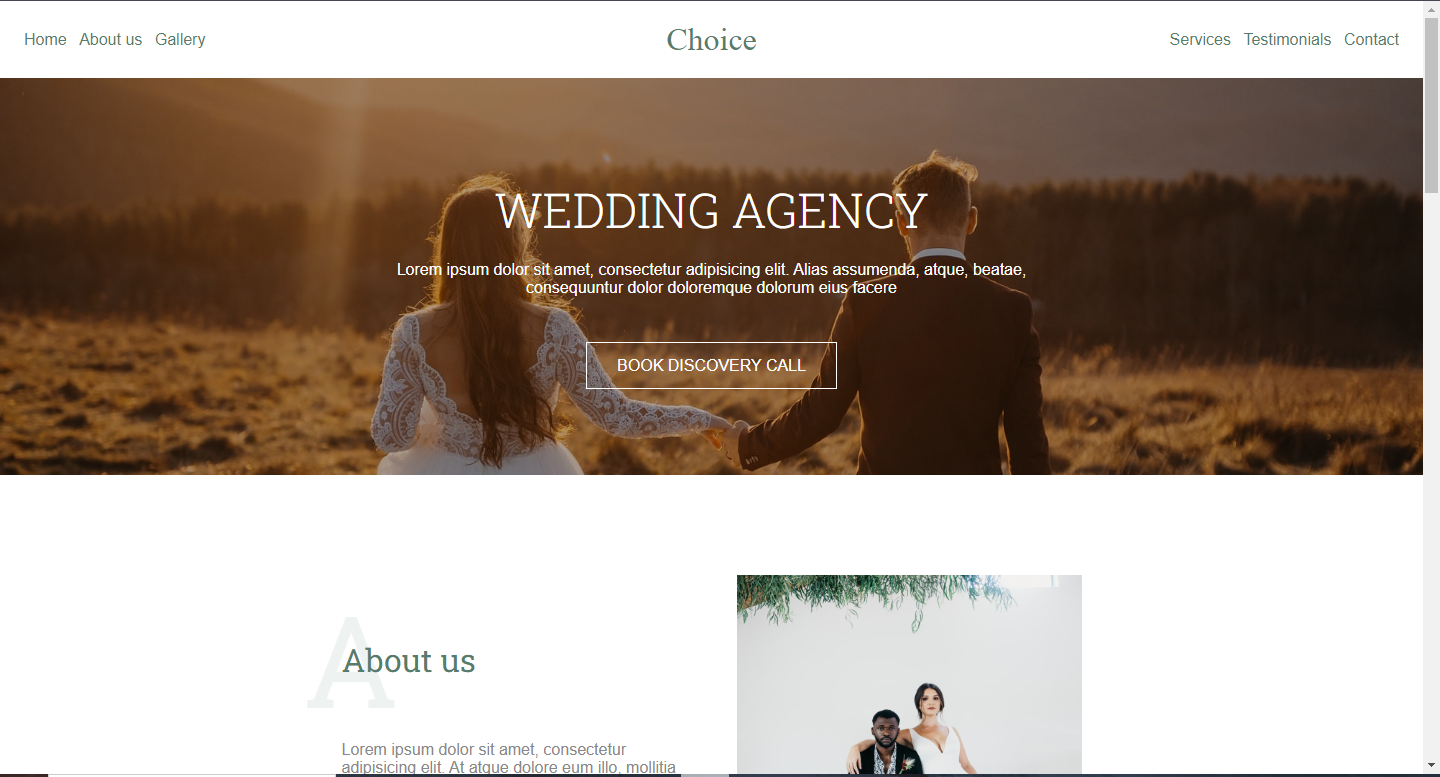 Home About us Gallery
Choice
Services Testimonials Contact
WEDDING AGENCY
Lorem ipsum dolor sit amet, consectetur adipisicing elit. Alias assumenda, atque, beatae,
consequuntur dolor doloremque dolorum eius facere
BOOK DISCOVERY CALL
A
About us
Lorem ipsum dolor sit amet, consectetur
adipisicing elit. At atque dolore eum illo, mollitia